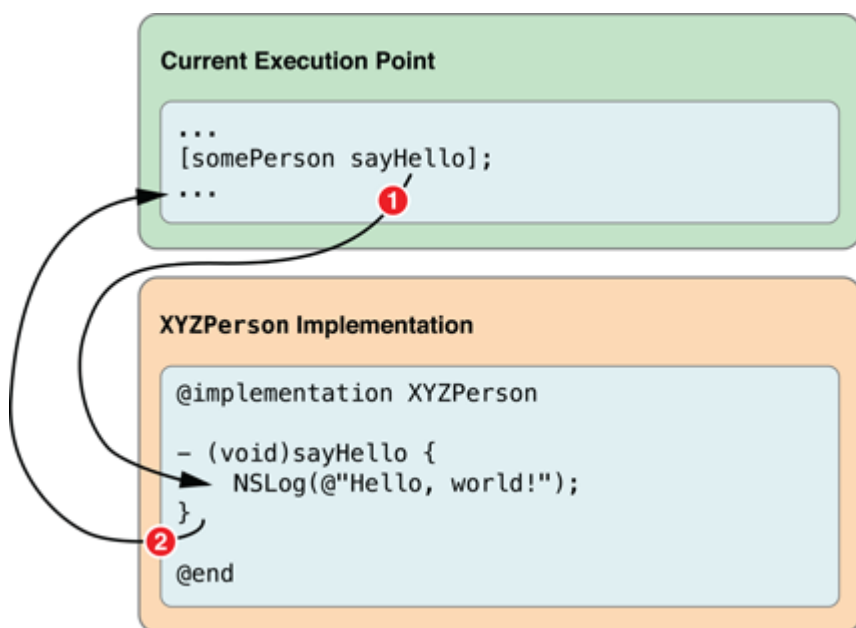 Current Execution Point
...
[somePerson sayHello];
...
1
XYZPerson Implementation
@implementation XYZPerson
- (void)sayHello {
NSLog(@"Hello, world!");
}
2
@end